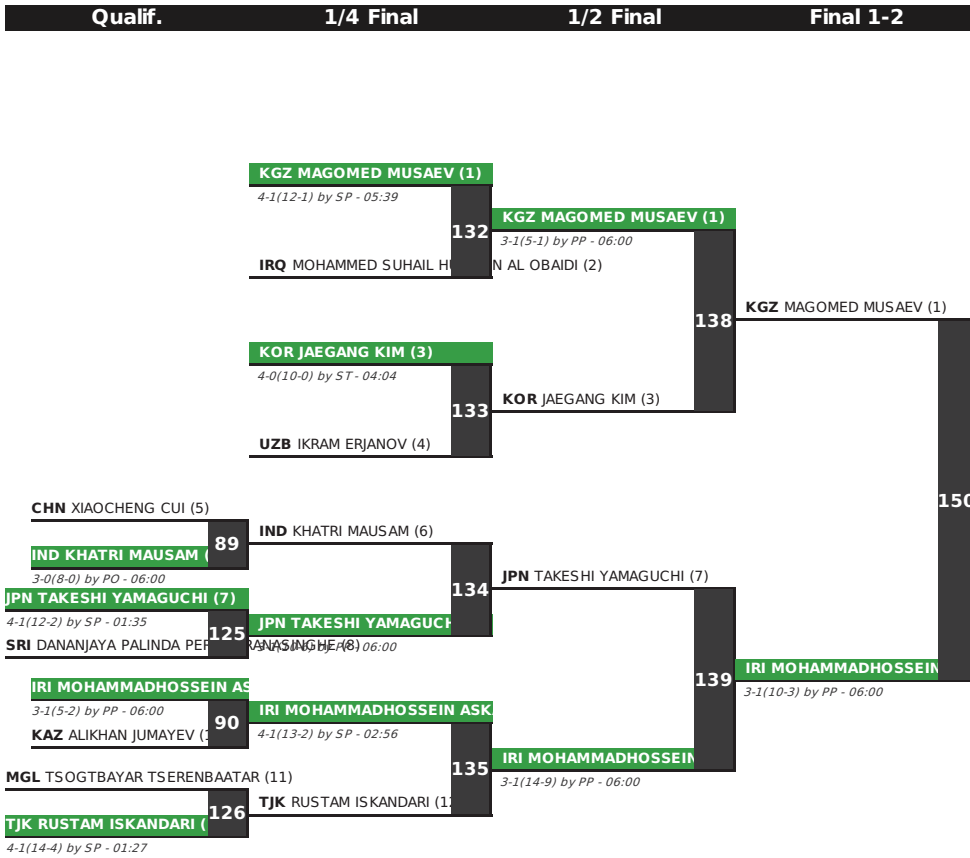 Qualif. 1/4 Final 1/2 Final Final 1-2
KGZ MAGOMED MUSAEV (1)
4-1(12-1) by SP - 05:39
132
IRQ MOHAMMED SUHAIL N AL OBAIDI (2)
KGZ MAGOMED MUSAEV (1)
3-1(5-1) by PP - 06:00
138
KGZ MAGOMED MUSAEV (1)
KOR JAEGANG KIM (3)
4-0(10-0) by ST - 04:04
133
UZB IKRAM ERJANOV (4)
KOR JAEGANG KIM (3)
150
CHN XIAOCHENG CUI (5)
89
IND KHATRI MAUSAM (
3-0(8-0) by PO - 06:00
IND KHATRI MAUSAM (6)
134
JPN TAKESHI YAMAGUCHI (7)
JPN TAKESHI YAMAGUCHI (7)
4-1(12-2) by SP - 01:35
125
SRI DANANJAYA PALINDA RANASINGHE (8)
JPN TAKESHI YAMAGUCH
by PP - 06:00
139
IRI MOHAMMADHOSSEIN
3-1(10-3) by PP - 06:00
IRI MOHAMMADHOSSEIN AS
3-1(5-2) by PP - 06:00
90
KAZ ALIKHAN JUMAYEV (1
IRI MOHAMMADHOSSEIN ASK
4-1(13-2) by SP - 02:56
135
IRI MOHAMMADHOSSEIN
3-1(14-9) by PP - 06:00
MGL TSOGTBAYAR TSERENBAATAR (11)
126
TJK RUSTAM ISKANDARI (
4-1(14-4) by SP - 01:27
TJK RUSTAM ISKANDARI (12